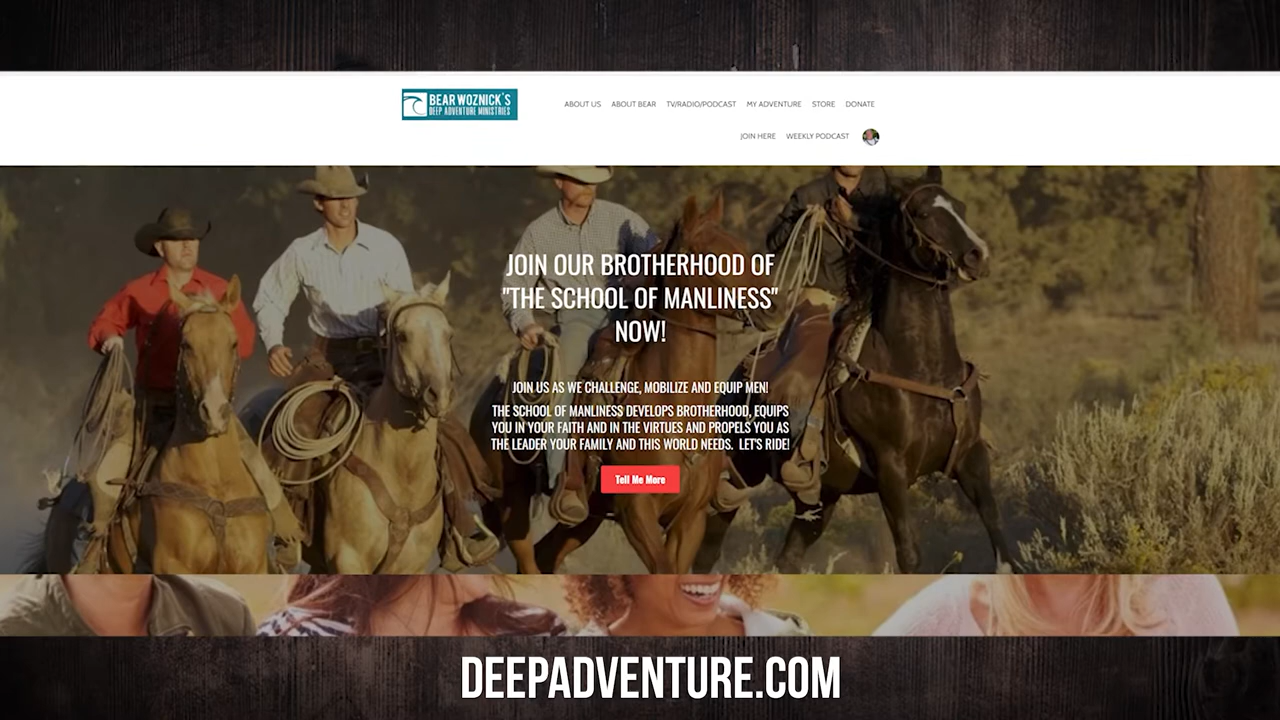 BEAR WOZNICK'S
DEEP ADVENTURE MINISTRIES
ABOUT US ABOUT BEAR TV/RADIO/PODCAST MY ADVENTURE STORE DONATE
JOIN HERE WEEKLY PODCAST
JOIN OUR BROTHERHOOD OF
"THE SCHOOL OF MANLINESS"
NOW!
JOIN US AS WE CHALLENGE, MOBILIZE AND EQUIP MEN!
THE SCHOOL OF MANLINESS DEVELOPS BROTHERHOOD, EQUIPS
YOU IN YOUR FAITH AND IN THE VIRTUES AND PROPELS YOU AS
THE LEADER YOUR FAMILY AND THIS WORLD NEEDS. LET'S RIDE!
Tell Me More
DEEPADVENTURE.COM